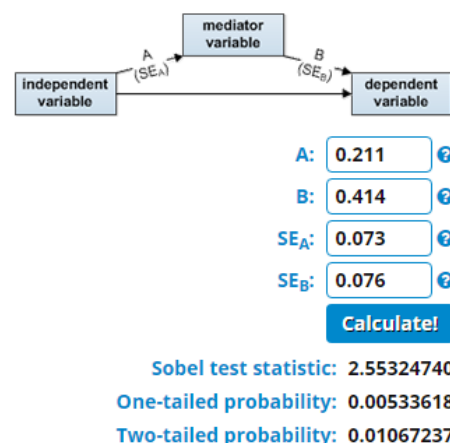 mediator
variable
A
(SEA)
B
(SEB)
independent
variable
dependent
variable
A: 0.211 ?
B: 0.414 ?
SEA: 0.073 ?
SEB: 0.076 ?
Calculate!
Sobel test statistic: 2.55324740
One-tailed probability: 0.00533618
Two-tailed probability: 0.01067237